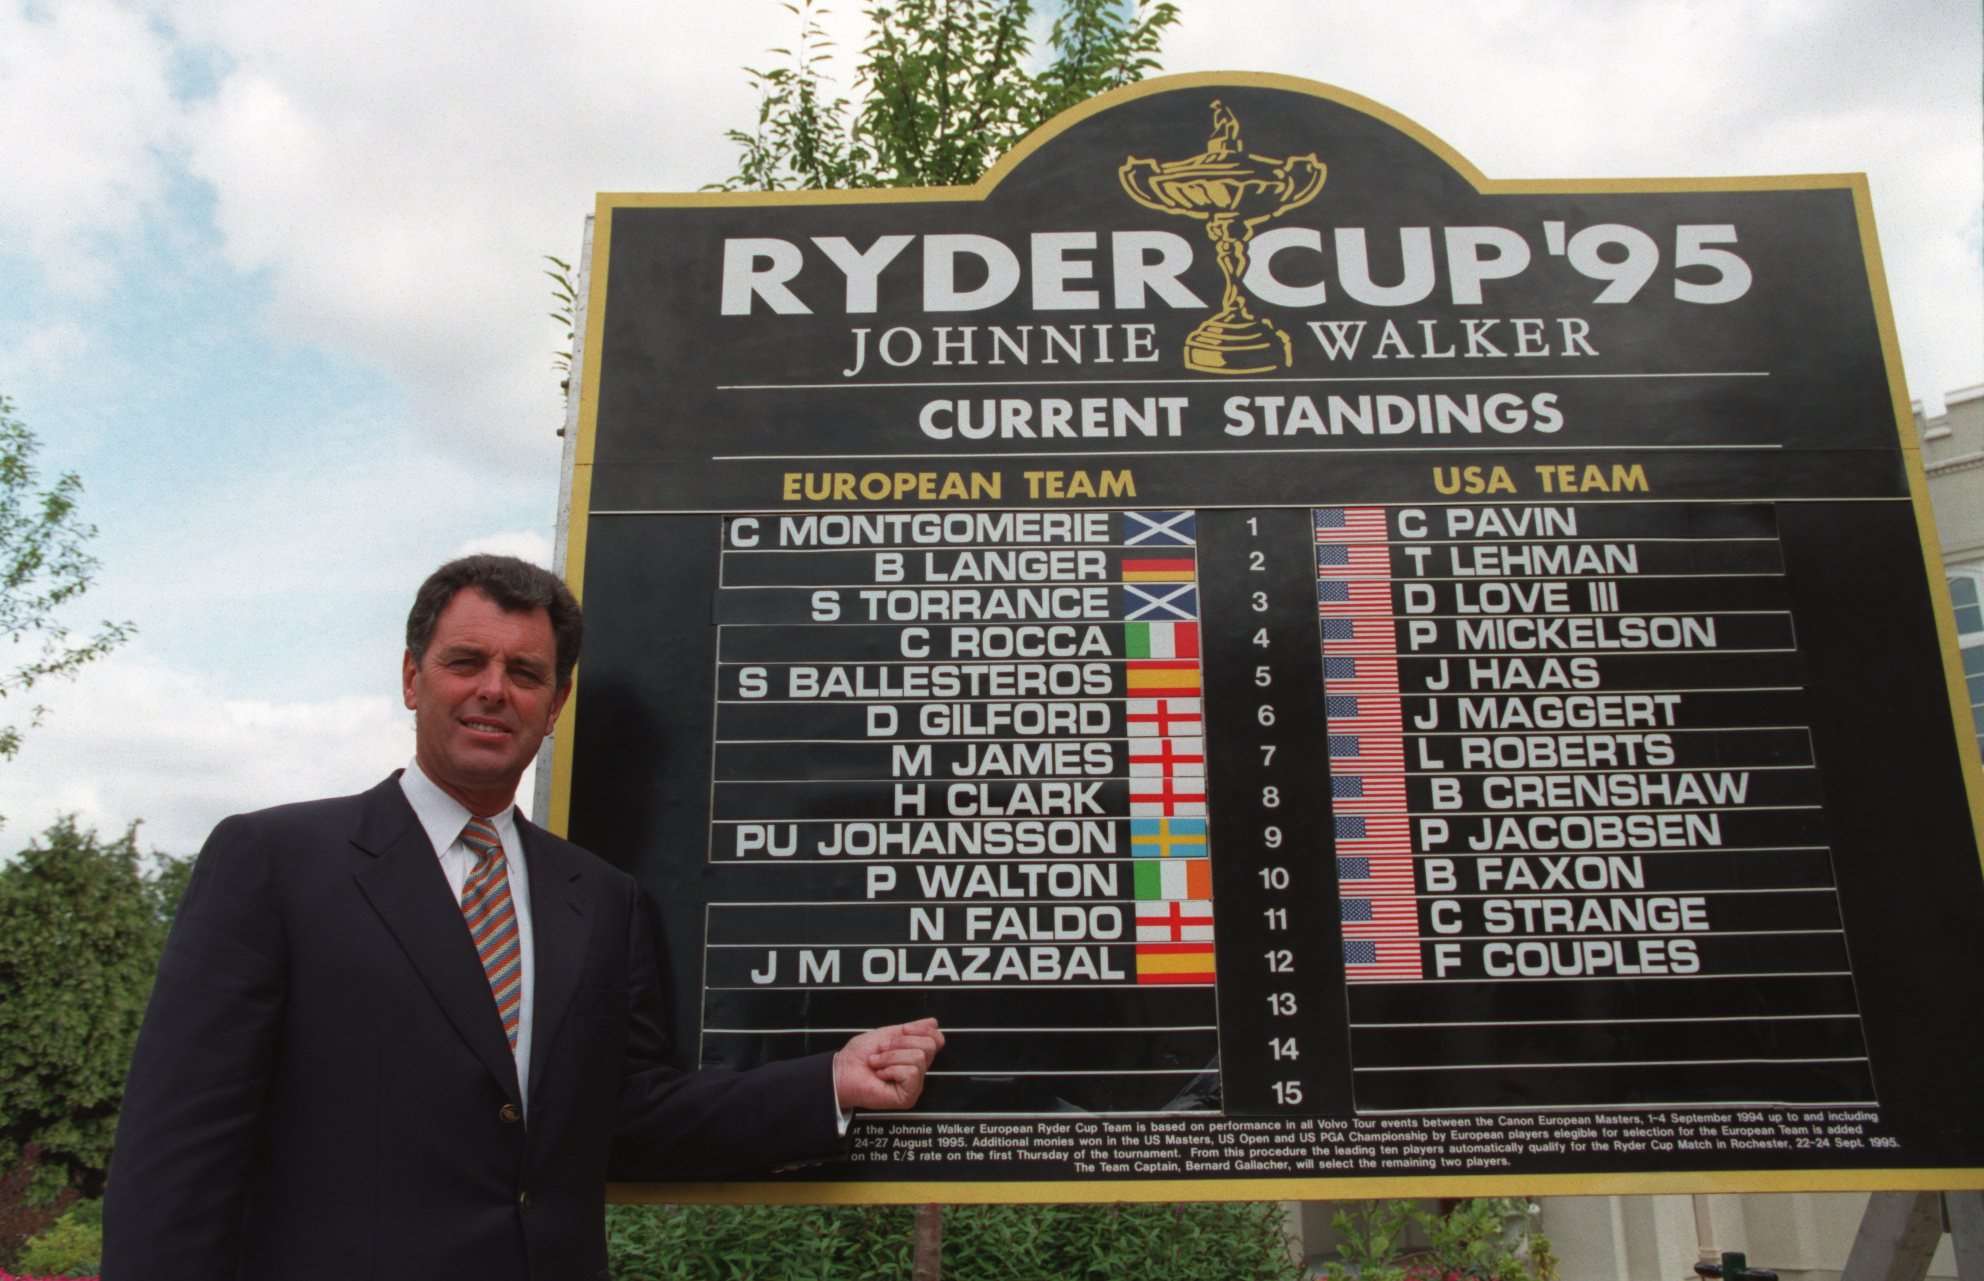 RYDER CUP '95
JOHNNIE WALKER
CURRENT STANDINGS
EUROPEAN TEAM USA TEAM
C MONTGOMERIE 1 C PAVIN
B LANGER 2 T LEHMAN
S TORRANCE 3 D LOVE III
C ROCCA 4 P MICKELSON
S BALLESTEROS 5 J HAAS
D GILFORD 6 J MAGGERT
M JAMES 7 L ROBERTS
H CLARK 8 B CRENSHAW
PU JOHANSSON 9 P JACOBSEN
P WALTON 10 B FAXON
N FALDO 11 C STRANGE
J M OLAZABAL 12 F COUPLES
13
14
15
the Johnnie Walker European Ryder Cup Team is based on performance in all Volvo Tour events between the Canon European Masters, 1-4 September 1994 up to and including
24-27 August 1995. Additional monies won in the US Masters, US Open and US PGA Championship by European players elegible for selection for the European Team is added
on the £/$ rate on the first Thursday of the tournament. From this procedure the leading ten players automatically qualify for the Ryder Cup Match in Rochester, 22-24 Sept. 1995.
The Team Captain, Bernard Gallacher, will select the remaining two players.